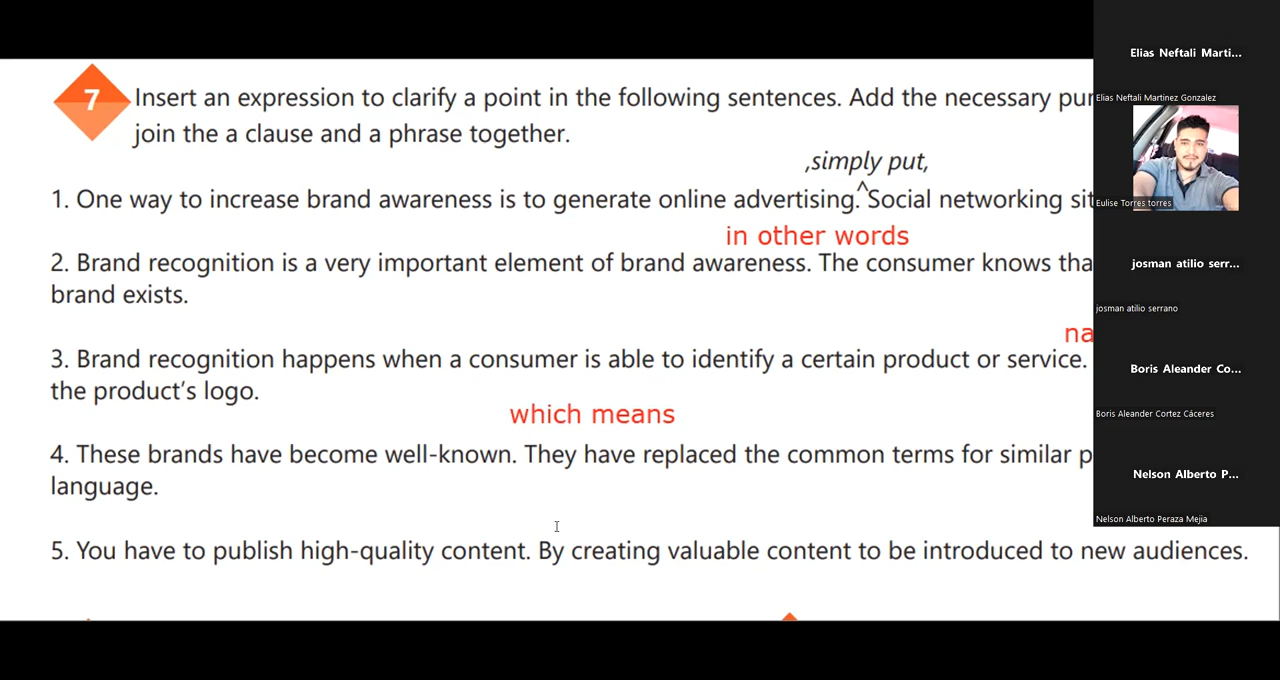 7
Insert an expression to clarify a point in the following sentences. Add the necessary
join the a clause and a phrase together.
,simply put,
^
1. One way to increase brand awareness is to generate online advertising. Social networking
in other words
2. Brand recognition is a very important element of brand awareness. The consumer knows
brand exists.
3. Brand recognition happens when a consumer is able to identify a certain product or service.
the product's logo.
which means
4. These brands have become well-known. They have replaced the common terms for similar
language.
5. You have to publish high-quality content. By creating valuable content to be introduced to new audiences.
Elias Neftali Marti...
Elias Neftali Martinez Gonzalez
Eulise Torres torres
josman atilio serr...
josman atilio serrano
Boris Aleander Co...
Boris Aleander Cortez Cáceres
Nelson Alberto P...
Nelson Alberto Peraza Mejia